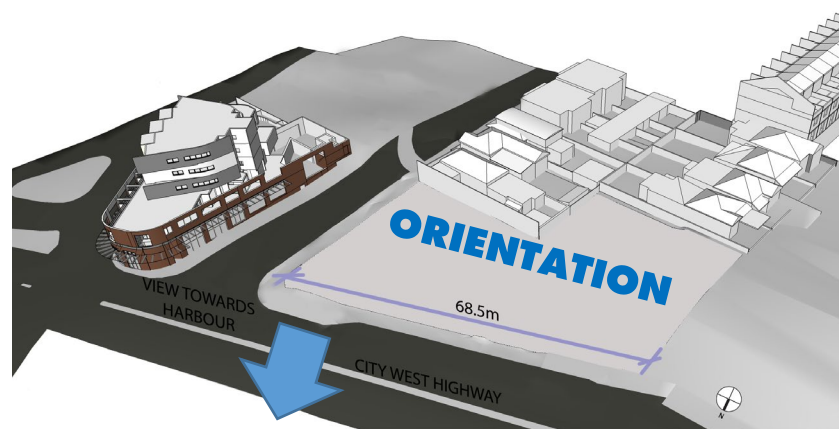 ORIENTATION
68.5m
VIEW TOWARDS
HARBOUR
CITY WEST HIGHWAY
N